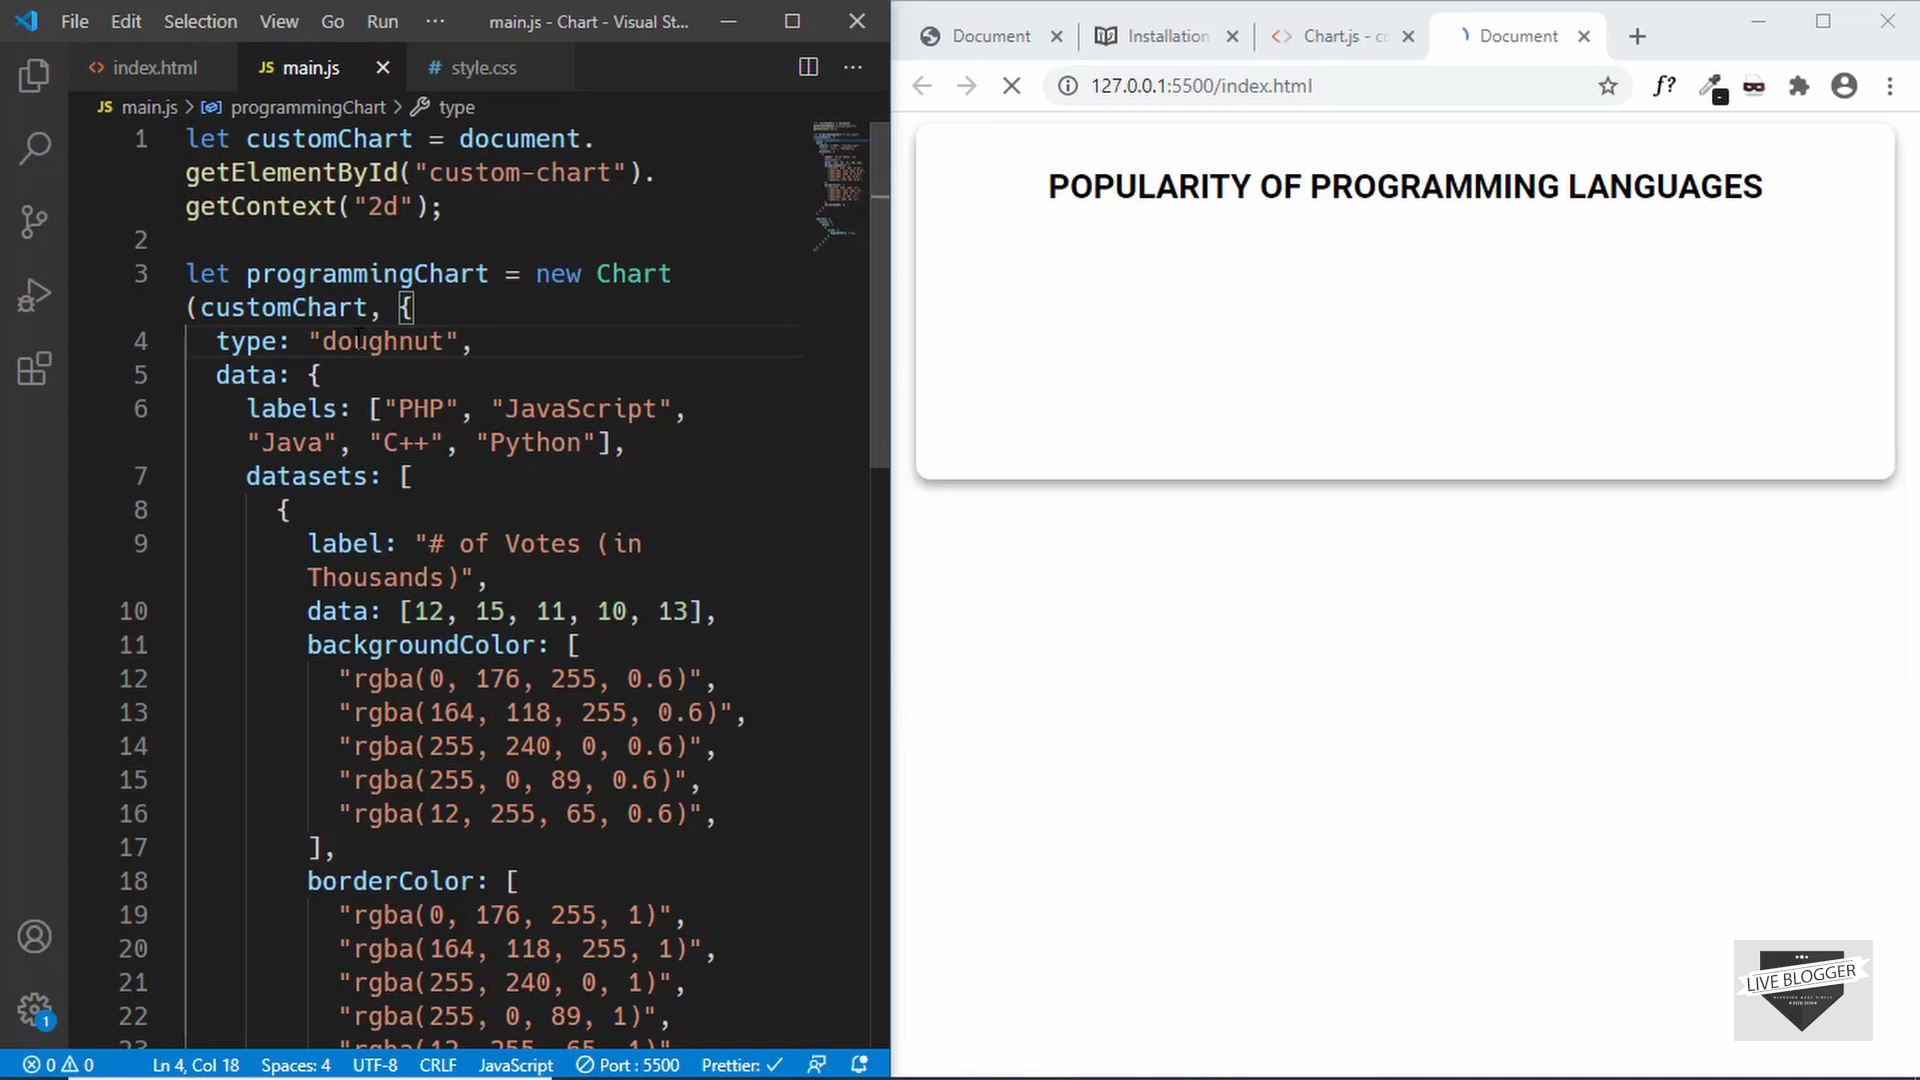 File Edit Selection View Go Run ··· main.js - Chart - Visual St...
index.html JS main.js # style.css
JS main.js > programmingChart > type
1 let customChart = document.
getElementById("custom-chart").
getContext("2d");
2
3 let programmingChart = new Chart
(customChart, {
4 type: "doughnut",
5 data: {
6 labels: ["PHP", "JavaScript",
"Java", "C++", "Python"],
7 datasets: [
8 {
9 label: "# of Votes (in
Thousands)",
10 data: [12, 15, 11, 10, 13],
11 backgroundColor: [
12 "rgba(0, 176, 255, 0.6)",
13 "rgba(164, 118, 255, 0.6)",
14 "rgba(255, 240, 0, 0.6)",
15 "rgba(255, 0, 89, 0.6)",
16 "rgba(12, 255, 65, 0.6)",
17 ],
18 borderColor: [
19 "rgba(0, 176, 255, 1)",
20 "rgba(164, 118, 255, 1)",
21 "rgba(255, 240, 0, 1)",
22 "rgba(255, 0, 89, 1)",
23 "rgba(12, 255, 65, 1)"
1
0 0 Ln 4, Col 18 Spaces: 4 UTF-8 CRLF JavaScript Port : 5500 Prettier: ✓
Document Installation Chart.js - co Document
127.0.0.1:5500/index.html f?
POPULARITY OF PROGRAMMING LANGUAGES
LIVE BLOGGER